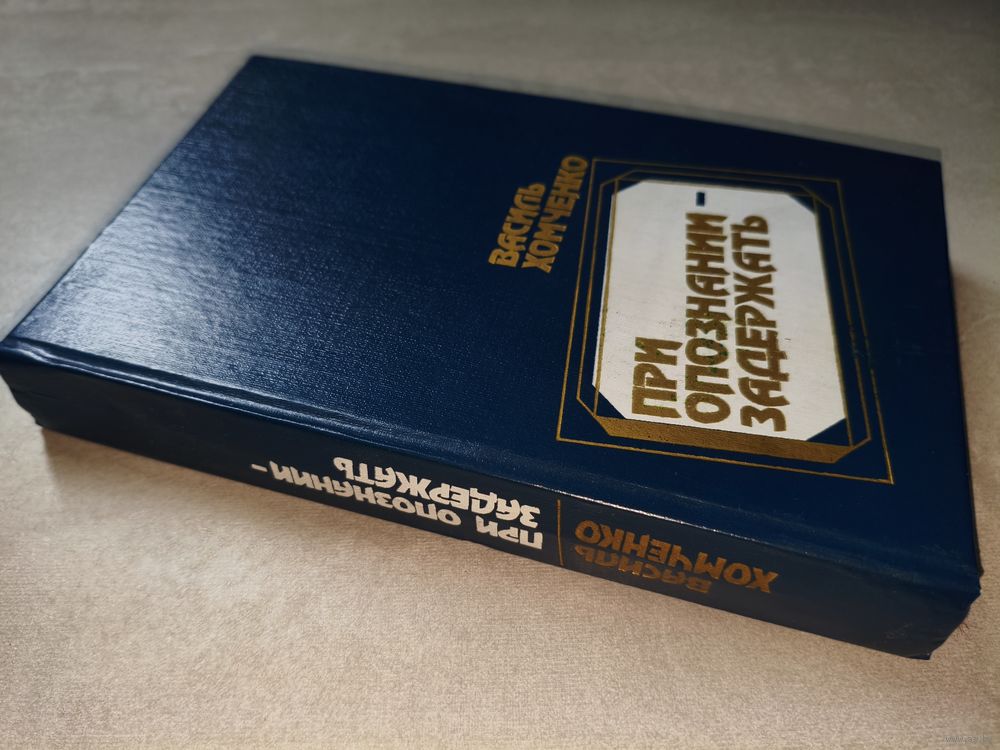 ВАСИЛЬ
ХОМЧЕНКО
ПРИ
ОПОЗНАНИИ –
ЗАДЕРЖАТЬ
ВАСИЛЬ
ХОМЧЕНКО
ПРИ ОПОЗНАНИИ –
ЗАДЕРЖАТЬ